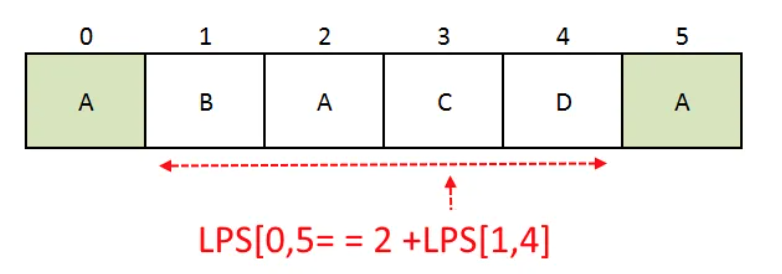 0 1 2 3 4 5
A B A C D A
LPS[0,5= = 2 +LPS[1,4]